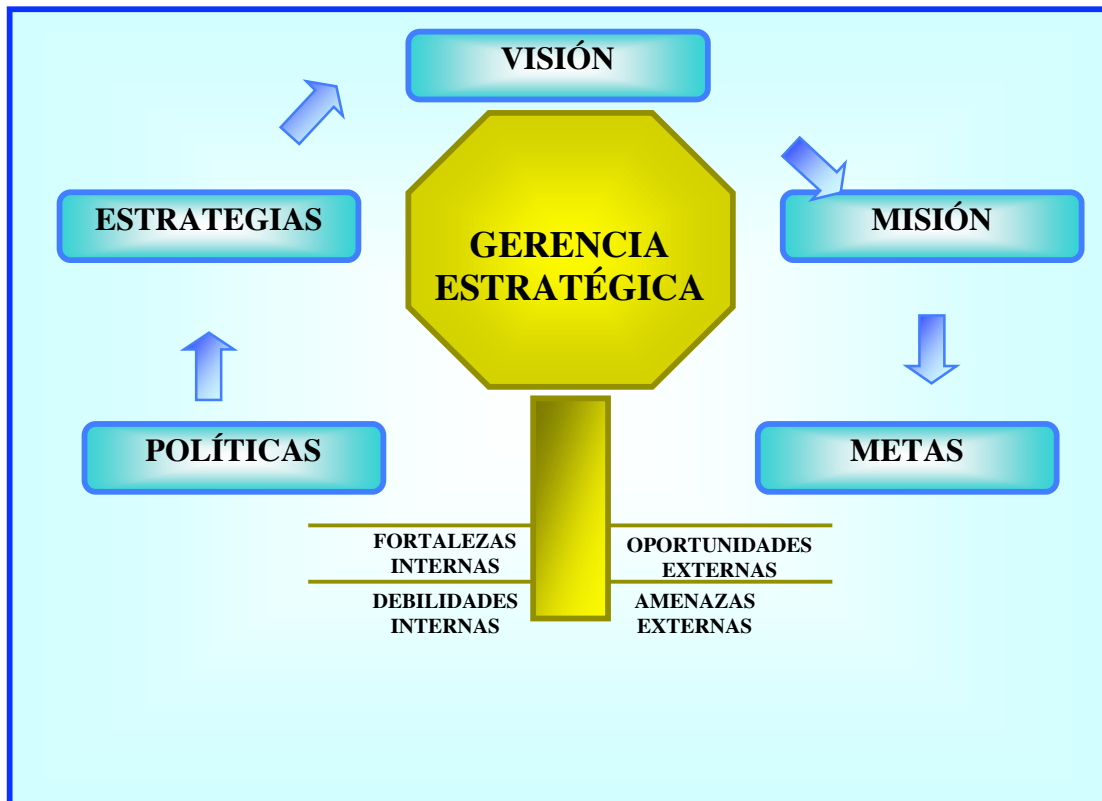 VISIÓN
ESTRATEGIAS
MISIÓN
GERENCIA
ESTRATÉGICA
POLÍTICAS
METAS
FORTALEZAS
INTERNAS
OPORTUNIDADES
EXTERNAS
DEBILIDADES
INTERNAS
AMENAZAS
EXTERNAS